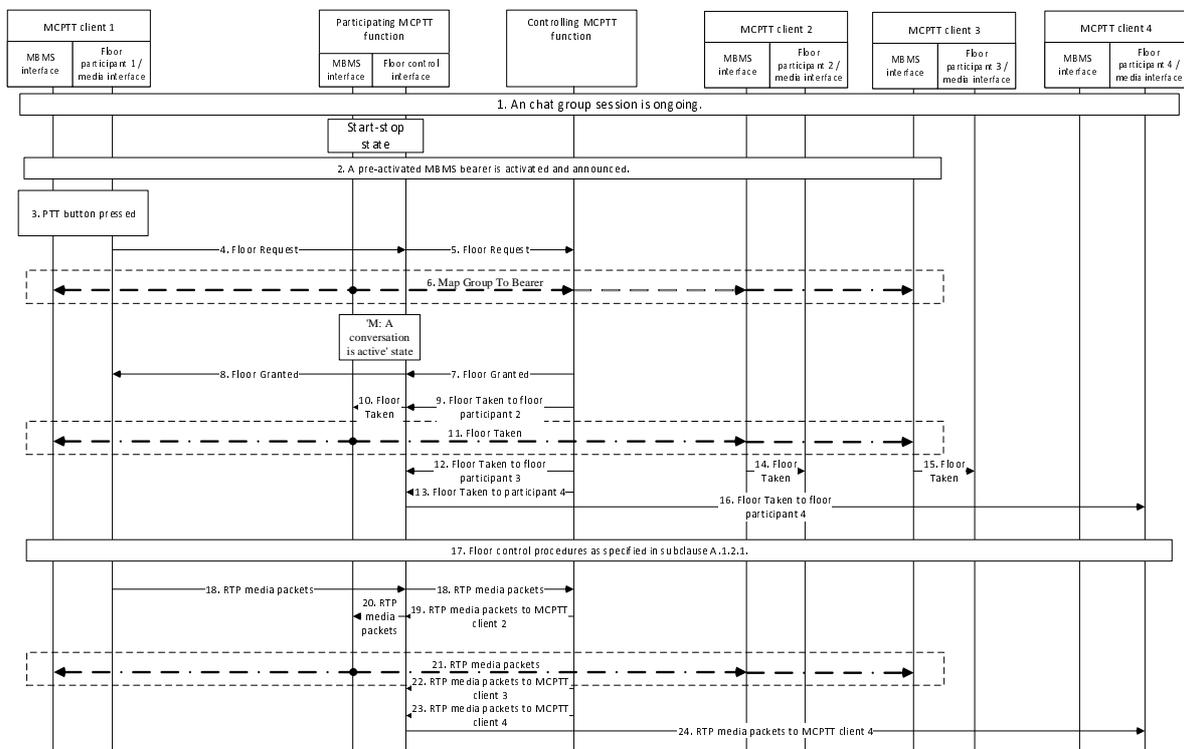 MCPTT client 1
MBMS
interface
Floor
participant 1 /
media interface
Participating MCPTT
function
MBMS
interface
Floor control
interface
Controlling MCPTT
function
MCPTT client 2
MBMS
interface
Floor
participant 2 /
media interface
MCPTT client 3
MBMS
interface
Floor
participant 3 /
media interface
MCPTT client 4
MBMS
interface
Floor
participant 4 /
media interface
1. An chat group session is ongoing.
Start-stop
state
2. A pre-activated MBMS bearer is activated and announced.
3. PTT button pressed
4. Floor Request
5. Floor Request
6. Map Group To Bearer
'M: A
conversation
is active' state
8. Floor Granted
7. Floor Granted
10. Floor
Taken
9. Floor Taken to floor
participant 2
11. Floor Taken
12. Floor Taken to floor
participant 3
14. Floor
Taken
15. Floor
Taken
13. Floor Taken to participant 4
16. Floor Taken to floor
participant 4
17. Floor control procedures as specified in subclause A.1.2.1.
18. RTP media packets
18. RTP media packets
20. RTP
media
packets
19. RTP media packets to MCPTT
client 2
21. RTP media packets
22. RTP media packets to MCPTT
client 3
23. RTP media packets to MCPTT
client 4
24. RTP media packets to MCPTT client 4